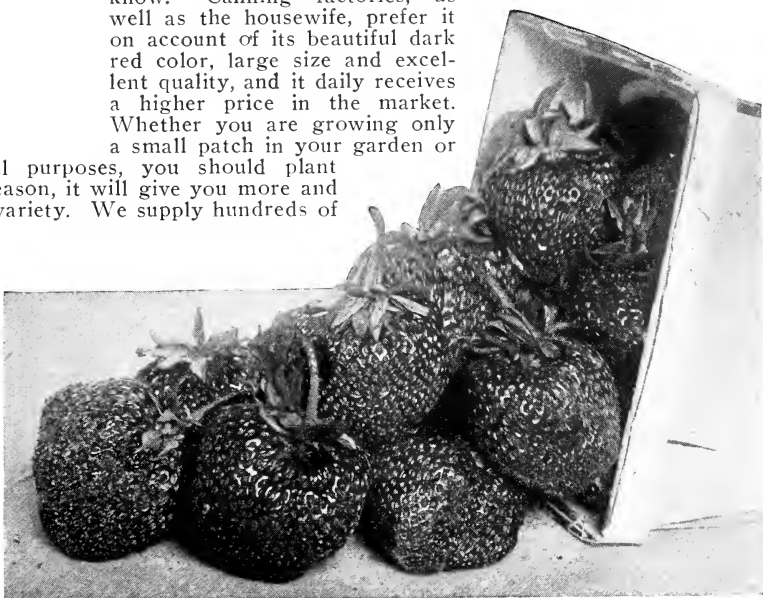 know. Canning factories, as
well as the housewife, prefer it
on account of its beautiful dark
red color, large size and excel-
lent quality, and it daily receives
a higher price in the market.
Whether you are growing only
a small patch in your garden or
l purposes, you should plant
eason, it will give you more and
variety. We supply hundreds of